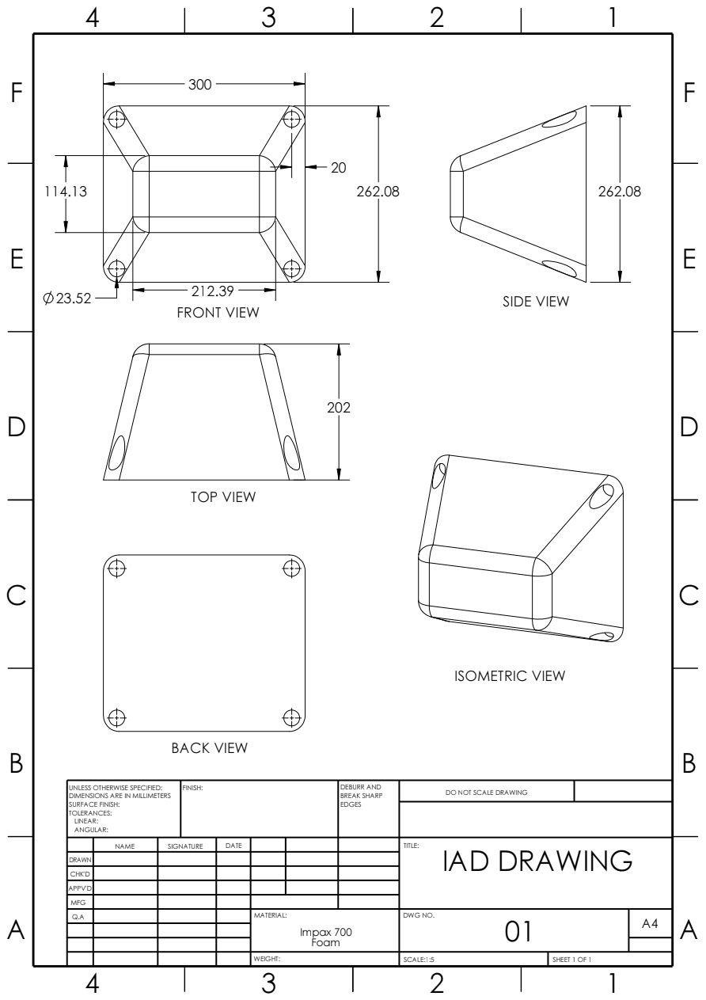 4 3 2 1
F F
300
20
114.13
262.08
262.08
E E
212.39
Ø23.52
FRONT VIEW
SIDE VIEW
D D
202
TOP VIEW
C C
ISOMETRIC VIEW
BACK VIEW
B B
UNLESS OTHERWISE SPECIFIED:
DIMENSIONS ARE IN MILLIMETERS
SURFACE FINISH:
TOLERANCES:
LINEAR:
ANGULAR:
FINISH:
DEBURR AND
BREAK SHARP
EDGES
DO NOT SCALE DRAWING
NAME SIGNATURE DATE
DRAWN
CHK'D
APPV'D
MFG
Q.A
TITLE:
IAD DRAWING
MATERIAL:
Impax 700
Foam
DWG NO.
01
A4
A A
WEIGHT:
SCALE:1:5
SHEET 1 OF 1
4 3 2 1